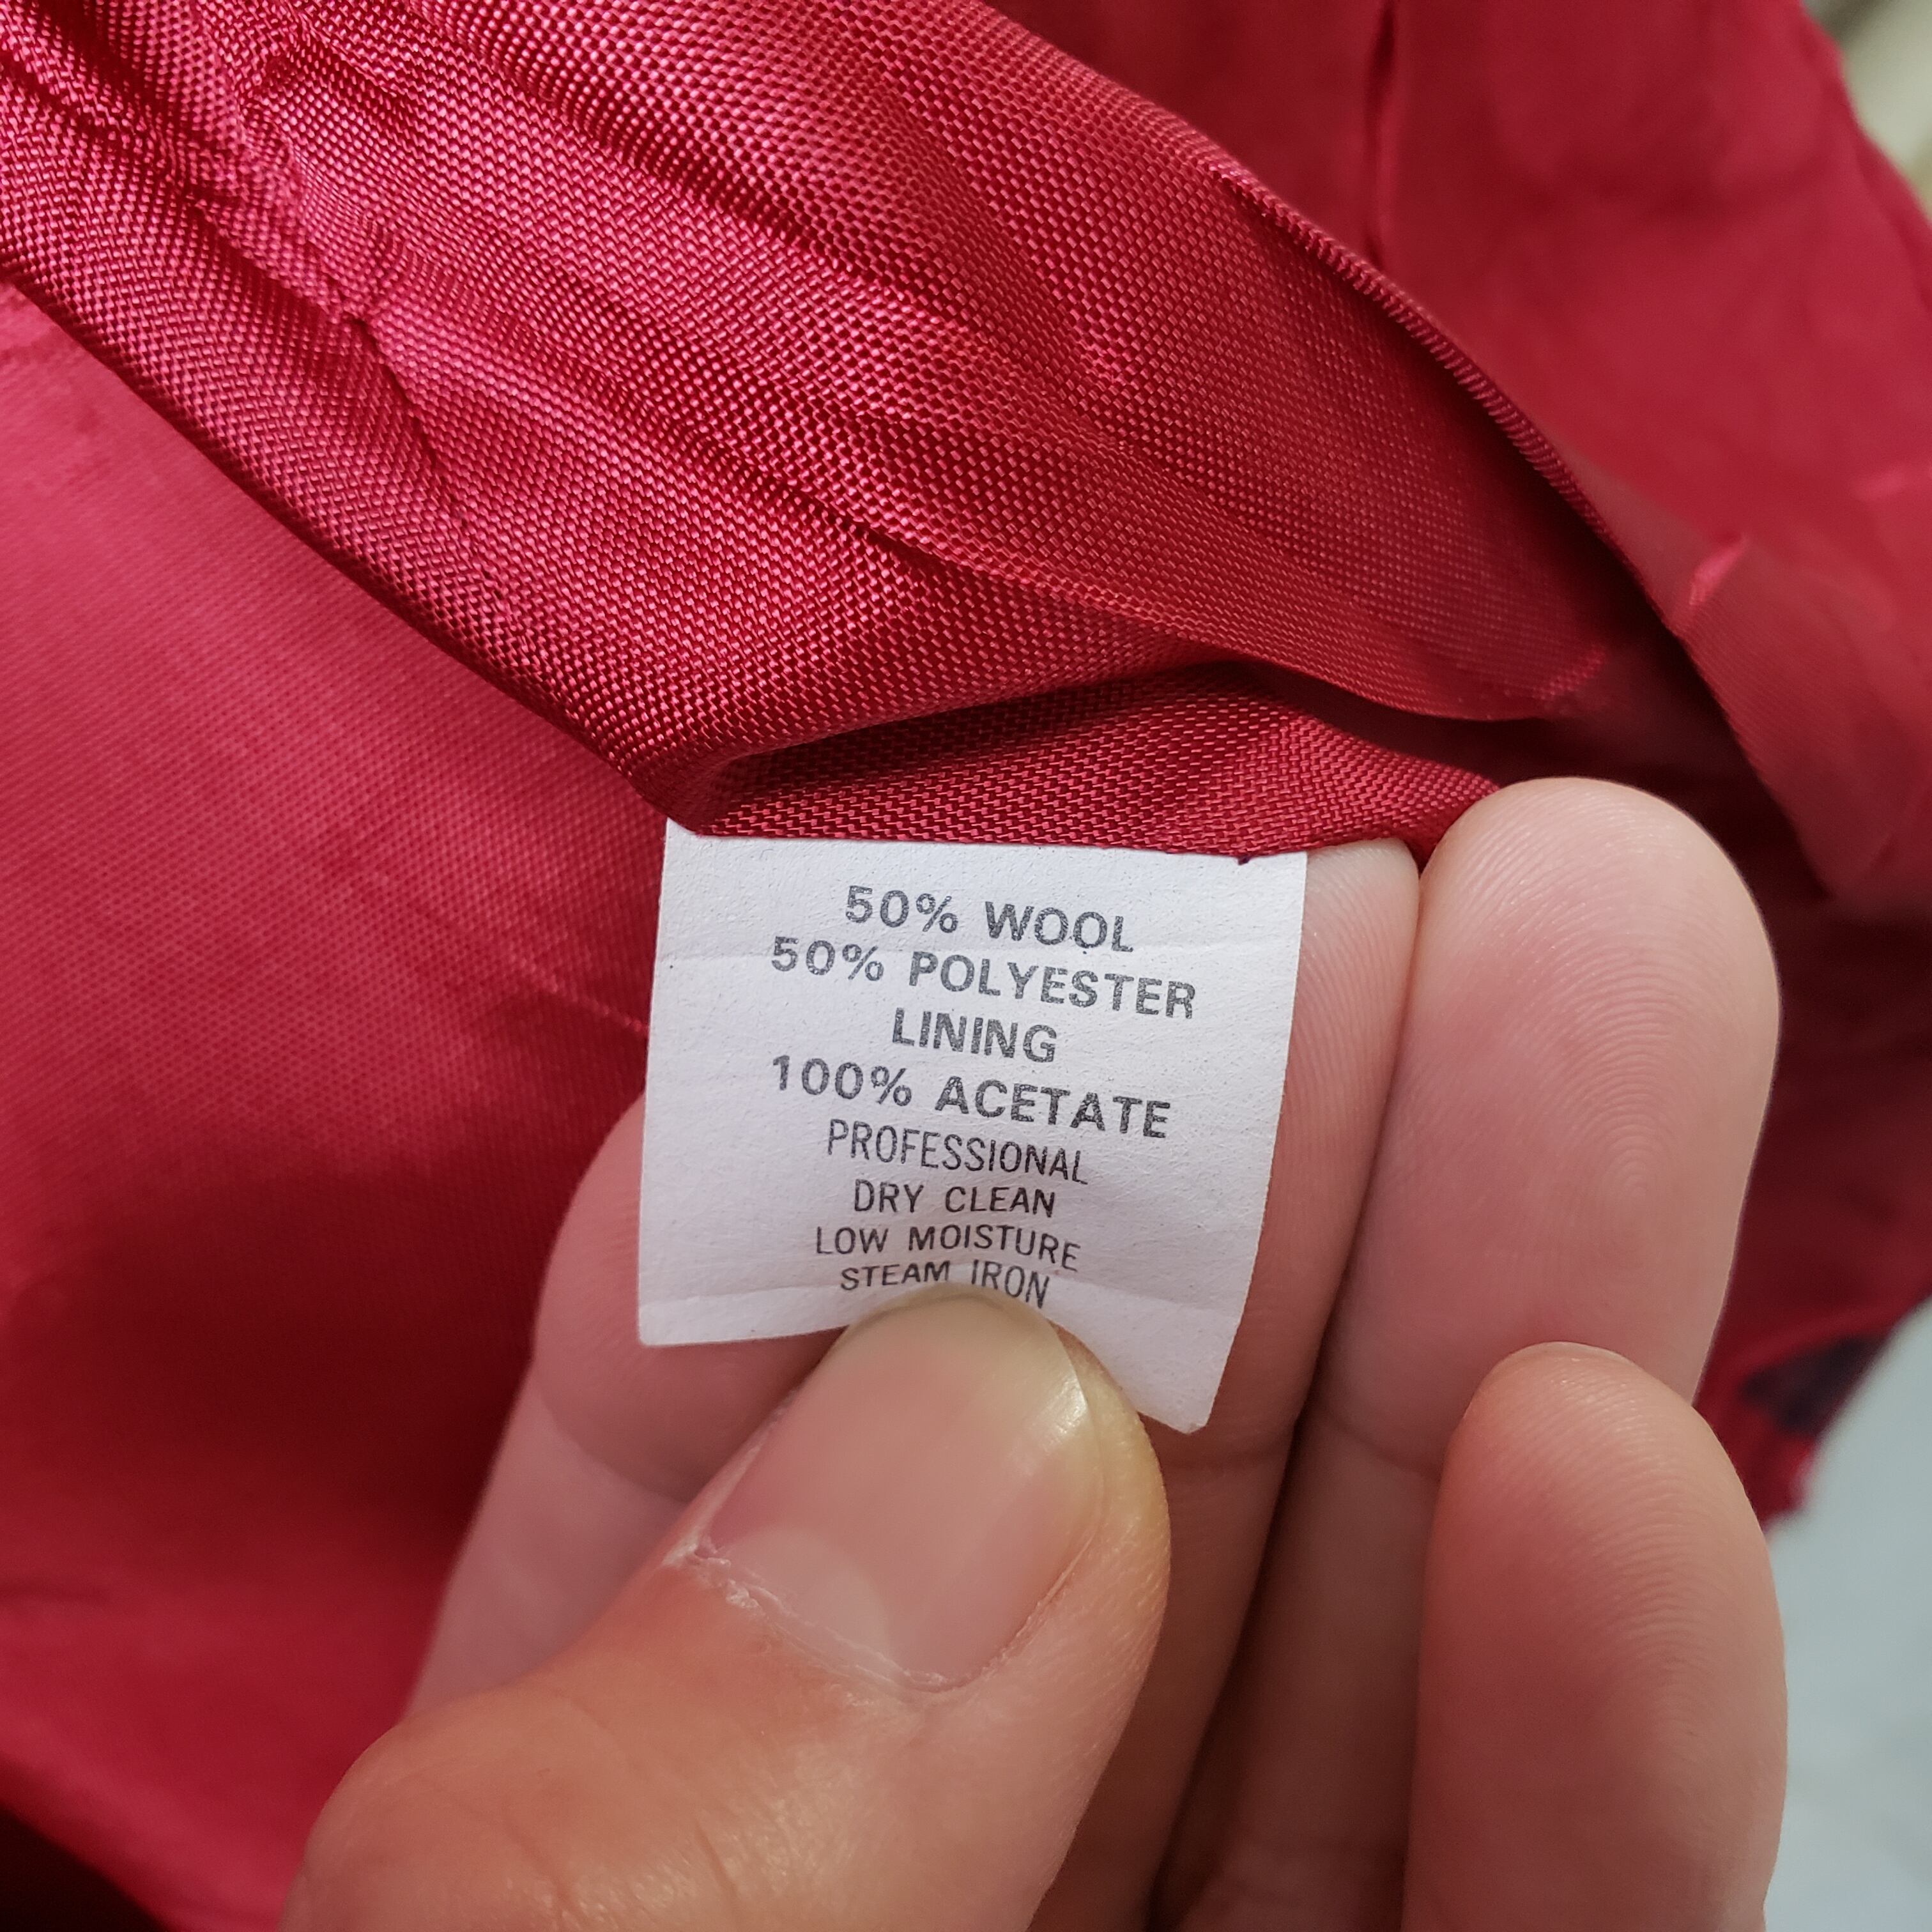 50% WOOL
50% POLYESTER
LINING
100% ACETATE
PROFESSIONAL
DRY CLEAN
LOW MOISTURE
STEAM IRON